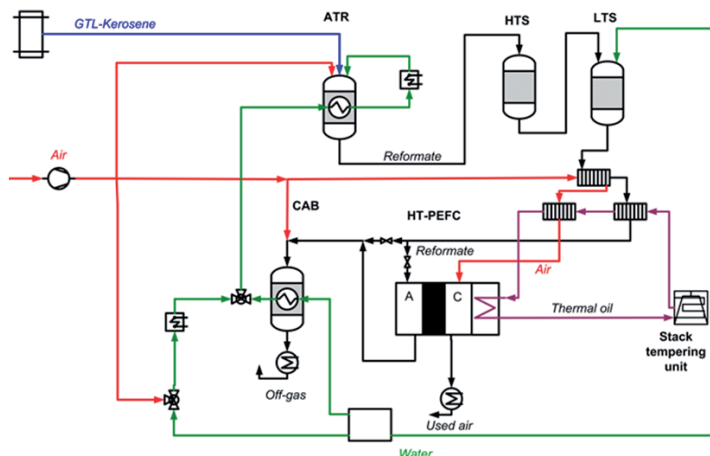 ATR
HTS
LTS
GTL-Kerosene
Reformate
Air
CAB
HT-PEFC
Reformate
Air
A
C
Thermal oil
Stack
tempering
unit
Off-gas
Used air
Water